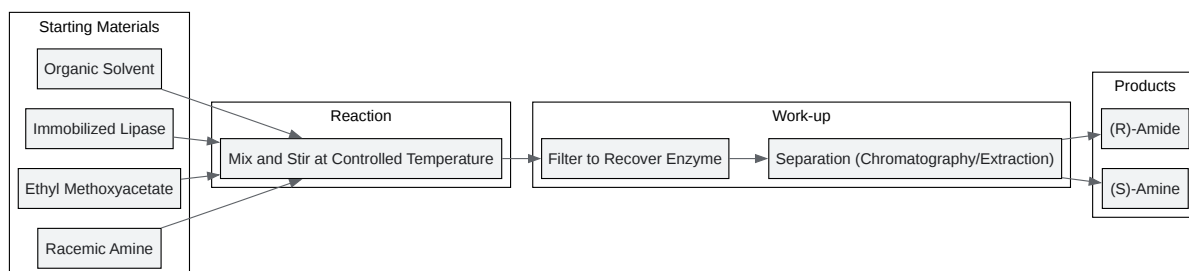 Starting Materials
Organic Solvent
Immobilized Lipase
Ethyl Methoxyacetate
Racemic Amine
Reaction
Mix and Stir at Controlled Temperature
Work-up
Filter to Recover Enzyme
Separation (Chromatography/Extraction)
Products
(R)-Amide
(S)-Amine